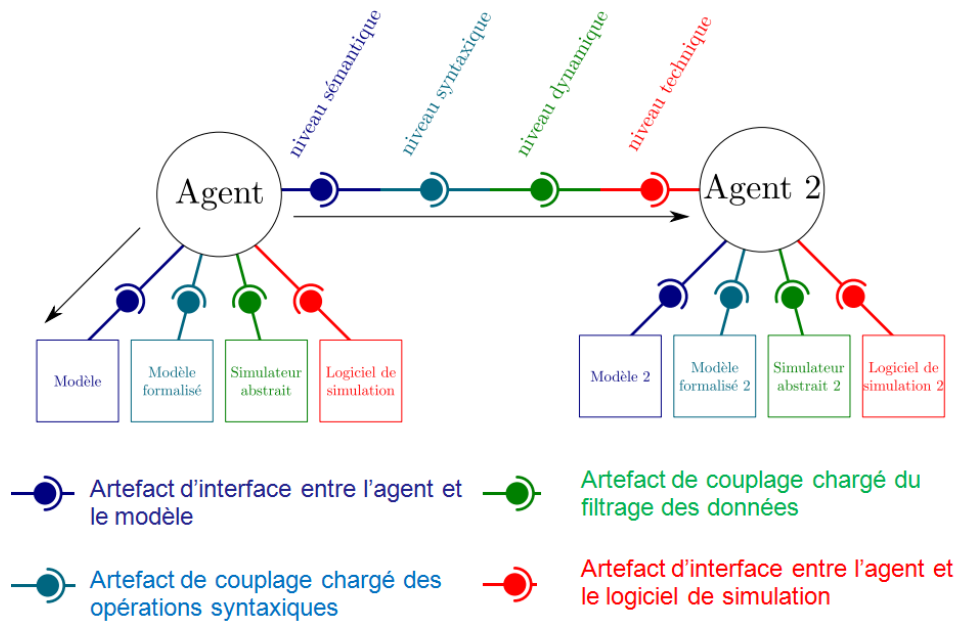 niveau sémantique
niveau syntaxique
niveau dynamique
niveau technique
Agent
Agent 2
Modèle
Modèle
formalisé
Simulateur
abstrait
Logiciel de
simulation
Modèle 2
Modèle
formalisé 2
Simulateur
abstrait 2
Logiciel de
simulation 2
Artefact d'interface entre l'agent et
le modèle
Artefact de couplage chargé du
filtrage des données
Artefact de couplage chargé des
opérations syntaxiques
Artefact d'interface entre l'agent et
le logiciel de simulation